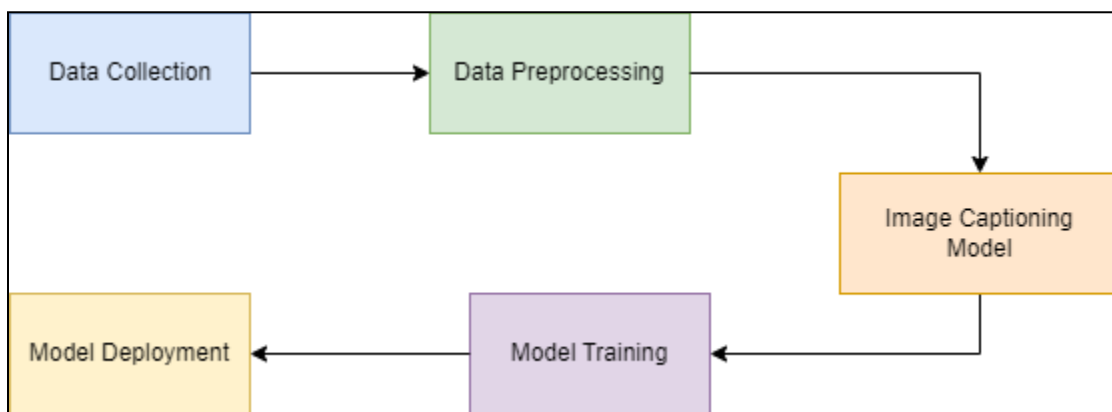 Data Collection
Data Preprocessing
Image Captioning
Model
Model Training
Model Deployment